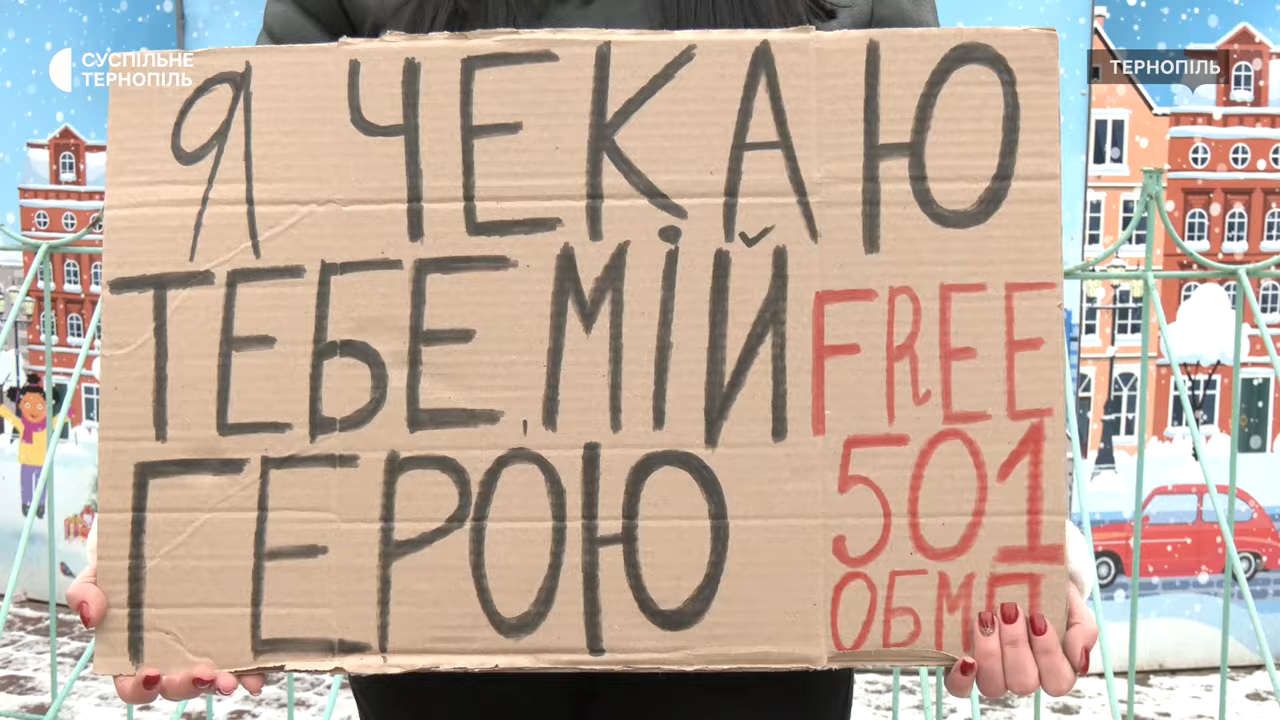 СУСПІЛЬНЕ
ТЕРНОПІЛЬ
ТЕРНОПІЛЬ
Я ЧЕКАЮ
ТЕБЕ, МІЙ
ГЕРОЮ
FREE
501
ОБМП